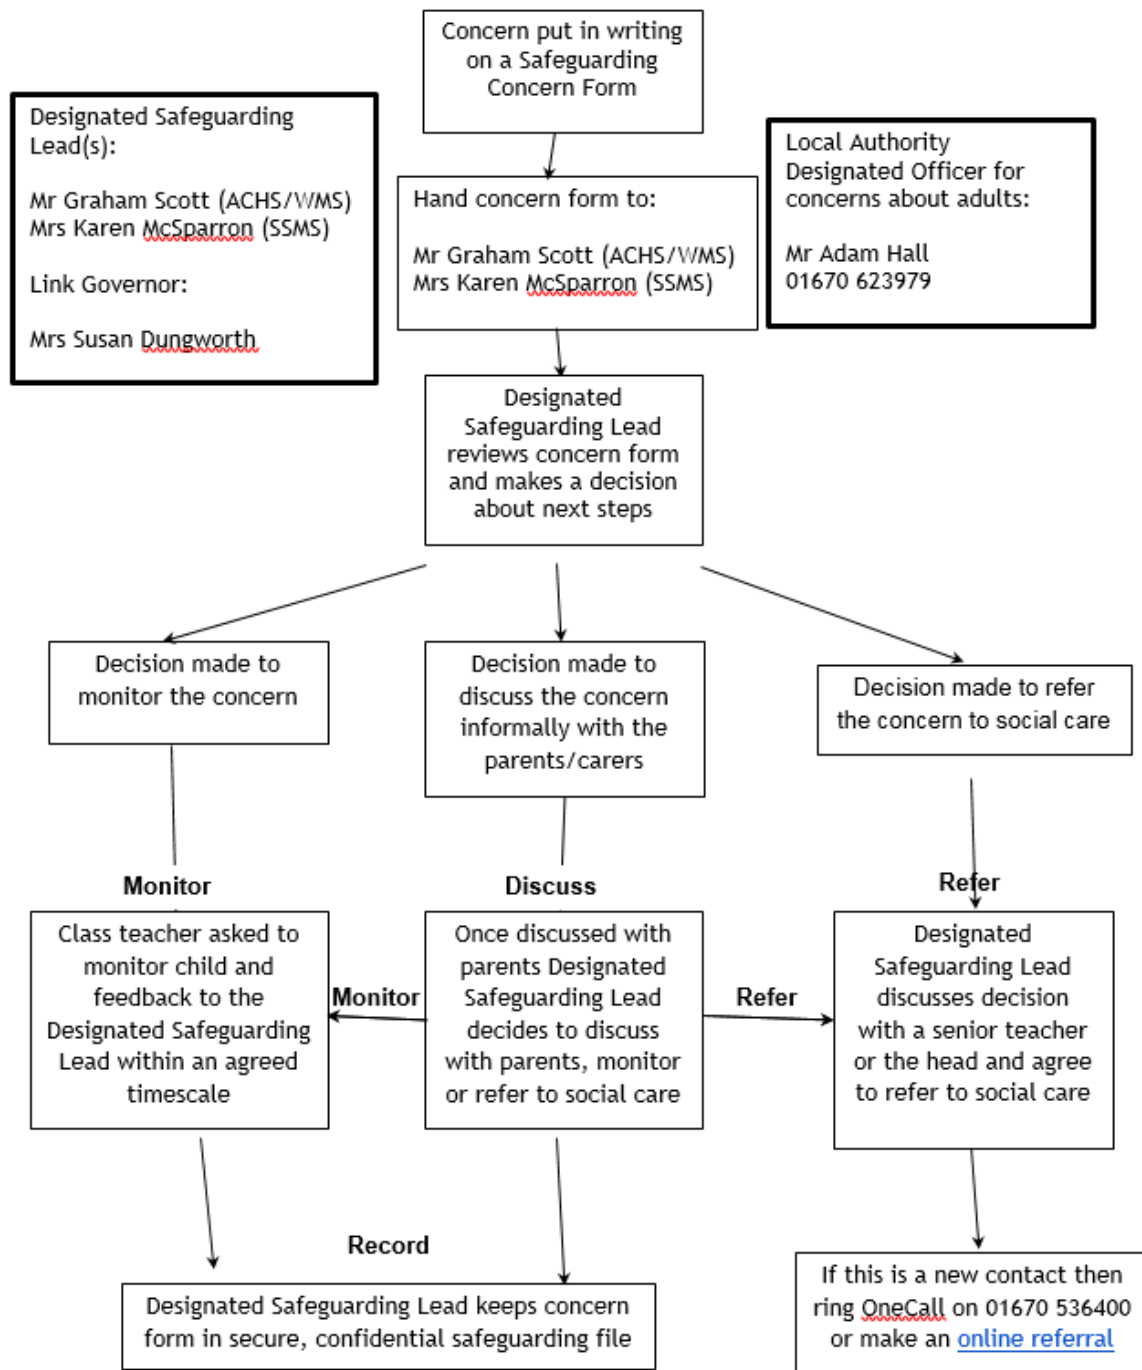 Concern put in writing
on a Safeguarding
Concern Form
Designated Safeguarding
Lead(s):
Mr Graham Scott (ACHS/WMS)
Mrs Karen McSparron (SSMS)
Link Governor:
Mrs Susan Dungworth
Hand concern form to:
Mr Graham Scott (ACHS/WMS)
Mrs Karen McSparron (SSMS)
Local Authority
Designated Officer for
concerns about adults:
Mr Adam Hall
01670 623979
Designated
Safeguarding Lead
reviews concern form
and makes a decision
about next steps
Decision made to
monitor the concern
Decision made to
discuss the concern
informally with the
parents/carers
Decision made to refer
the concern to social care
Monitor
Discuss
Refer
Class teacher asked to
monitor child and
feedback to the
Designated Safeguarding
Lead within an agreed
timescale
Monitor
Once discussed with
parents Designated
Safeguarding Lead
decides to discuss
with parents, monitor
or refer to social care
Refer
Designated
Safeguarding Lead
discusses decision
with a senior teacher
or the head and agree
to refer to social care
Record
Designated Safeguarding Lead keeps concern
form in secure, confidential safeguarding file
If this is a new contact then
ring OneCall on 01670 536400
or make an online referral